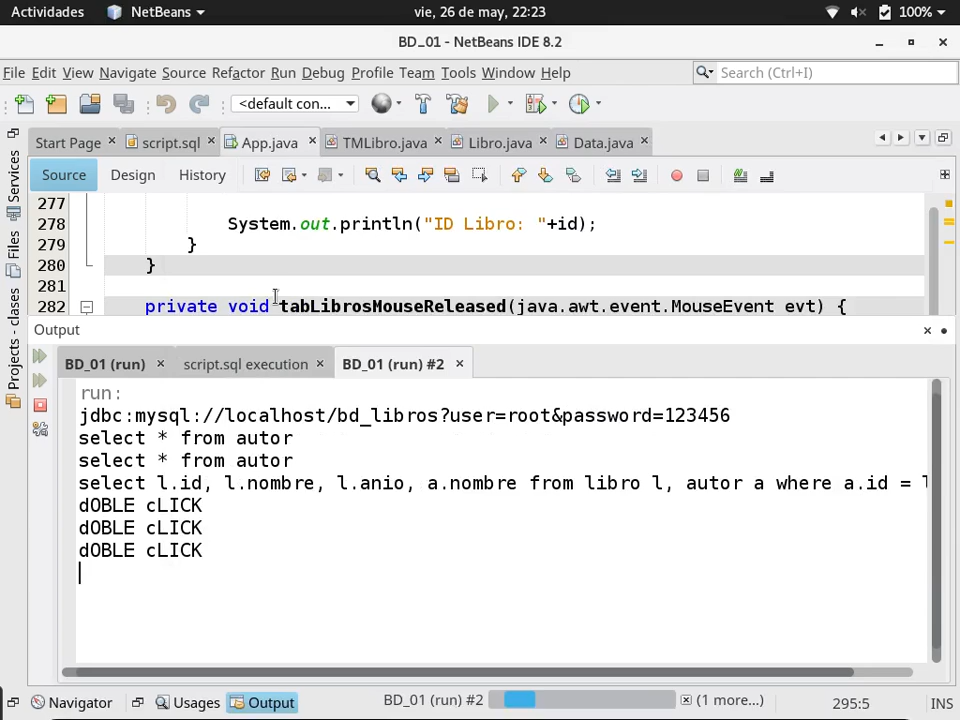 Actividades NetBeans vie, 26 de may, 22:23 100%
BD_01 - NetBeans IDE 8.2
File Edit View Navigate Source Refactor Run Debug Profile Team Tools Window Help Search (Ctrl+I)
<default con...
Start Page script.sql App.java TMLibro.java Libro.java Data.java
Source Design History
Services
Files
Projects - classes
277
278 System.out.println("ID Libro: "+id);
279 }
280 }
281
282 private void tabLibrosMouseReleased(java.awt.event.MouseEvent evt) {
Output
BD_01 (run) script.sql execution BD_01 (run) #2
run:
jdbc:mysql://localhost/bd_libros?user=root&password=123456
select * from autor
select * from autor
select l.id, l.nombre, l.anio, a.nombre from libro l, autor a where a.id =
dOBLE cLICK
dOBLE cLICK
dOBLE cLICK
Navigator Usages Output BD_01 (run) #2 (1 more...) 295:5 INS